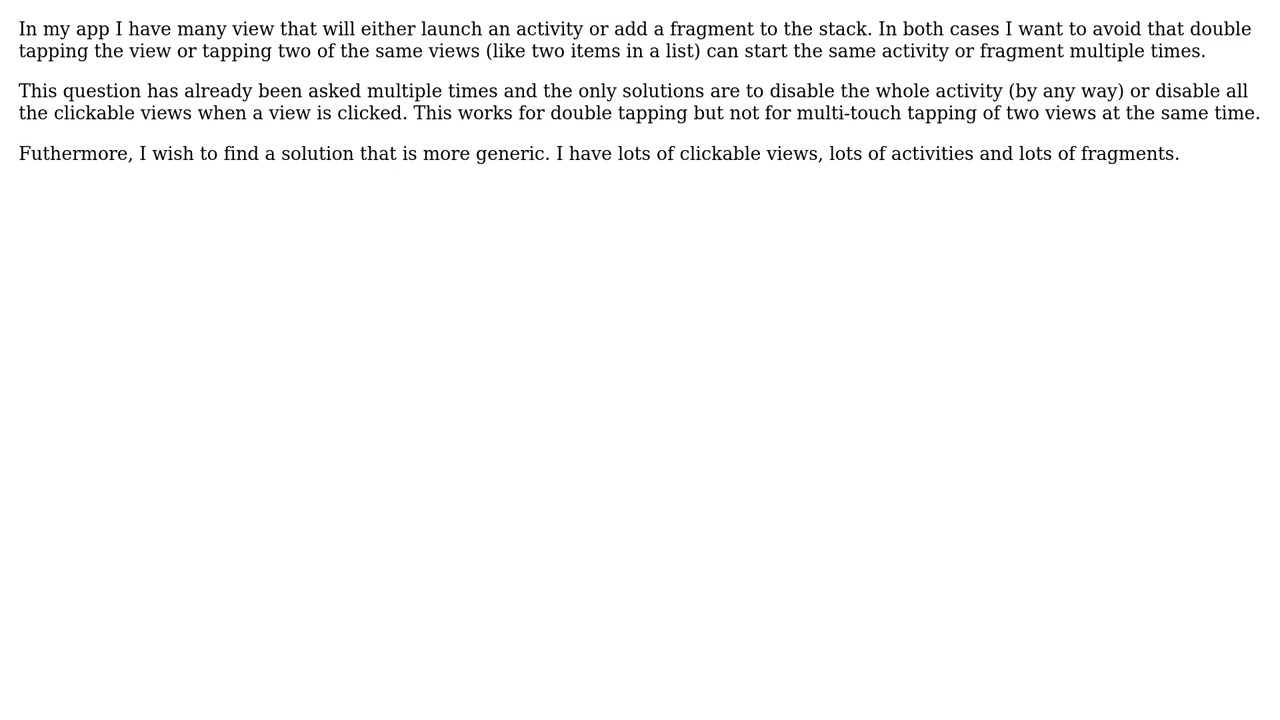 In my app I have many view that will either launch an activity or add a fragment to the stack. In both cases I want to avoid that double
tapping the view or tapping two of the same views (like two items in a list) can start the same activity or fragment multiple times.
This question has already been asked multiple times and the only solutions are to disable the whole activity (by any way) or disable all
the clickable views when a view is clicked. This works for double tapping but not for multi-touch tapping of two views at the same time.
Futhermore, I wish to find a solution that is more generic. I have lots of clickable views, lots of activities and lots of fragments.